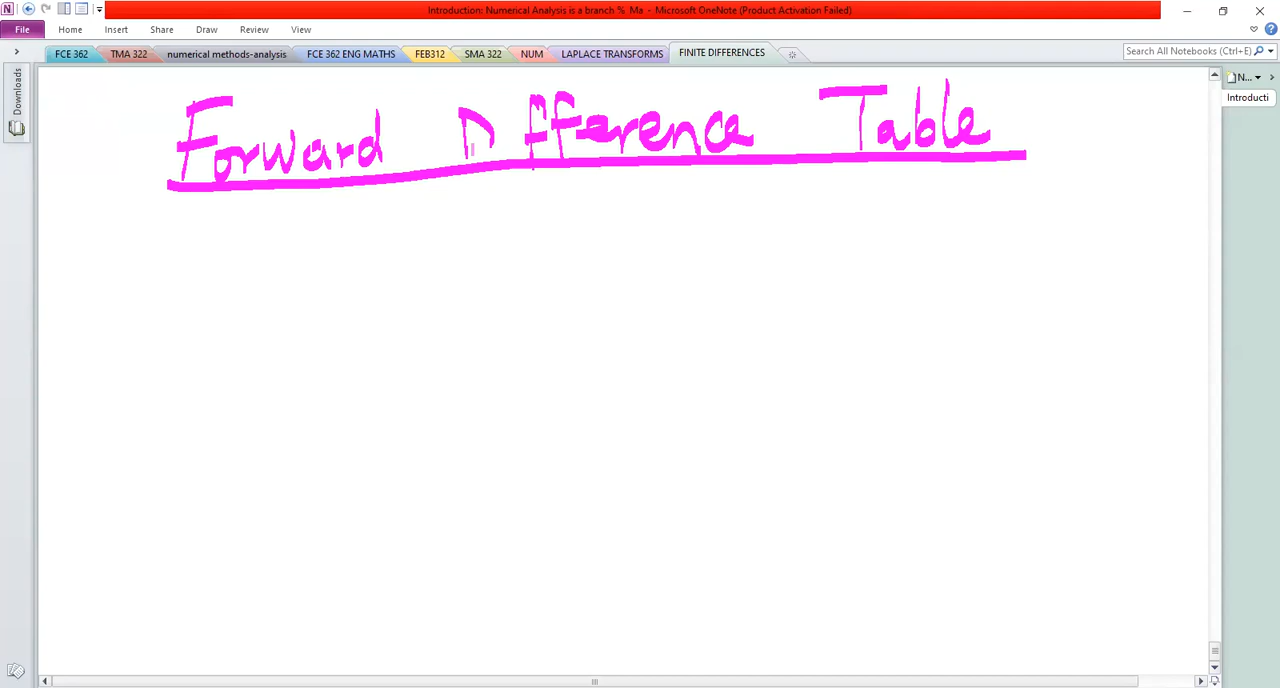 Introduction: Numerical Analysis is a branch % Ma - Microsoft OneNote (Product Activation Failed)
File Home Insert Share Draw Review View
FCE 362 TMA 322 numerical methods-analysis FCE 362 ENG MATHS FEB312 SMA 322 NUM LAPLACE TRANSFORMS FINITE DIFFERENCES Search All Notebooks (Ctrl+E)
N...
Downloads
Introducti
Forward Difference Table